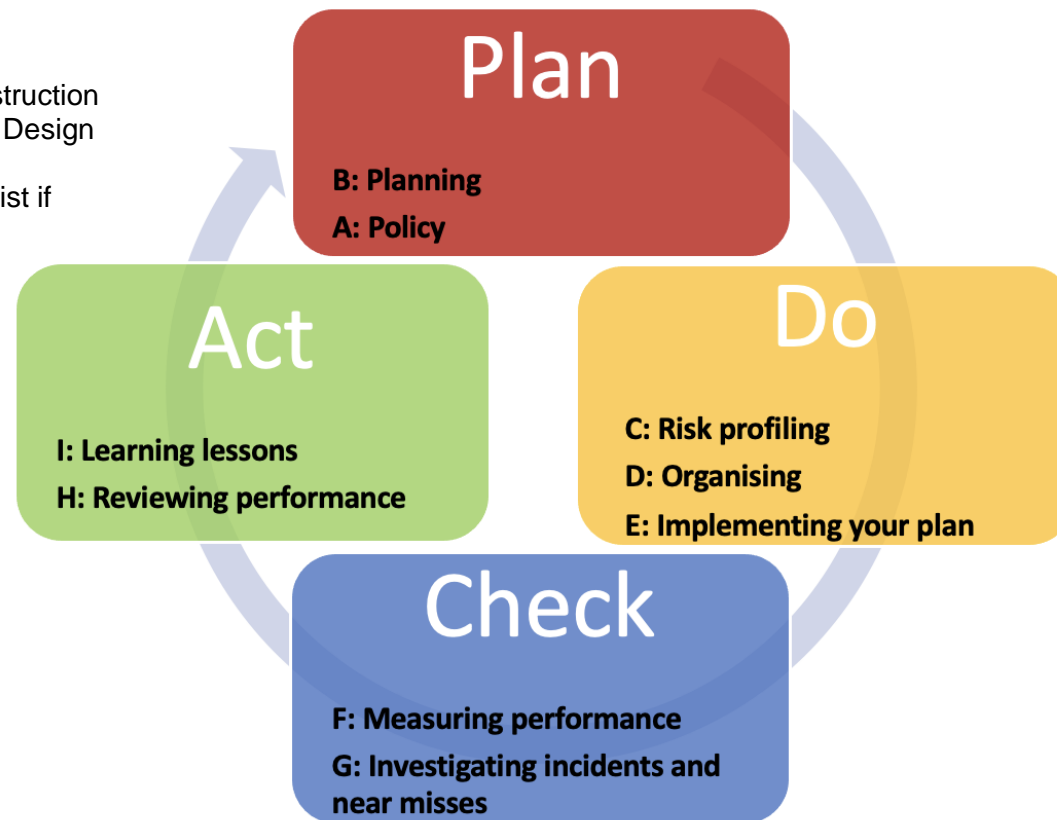 struction
Design
ist if
Plan
B: Planning
A: Policy
Do
C: Risk profiling
D: Organising
E: Implementing your plan
Check
F: Measuring performance
G: Investigating incidents and
near misses
Act
I: Learning lessons
H: Reviewing performance